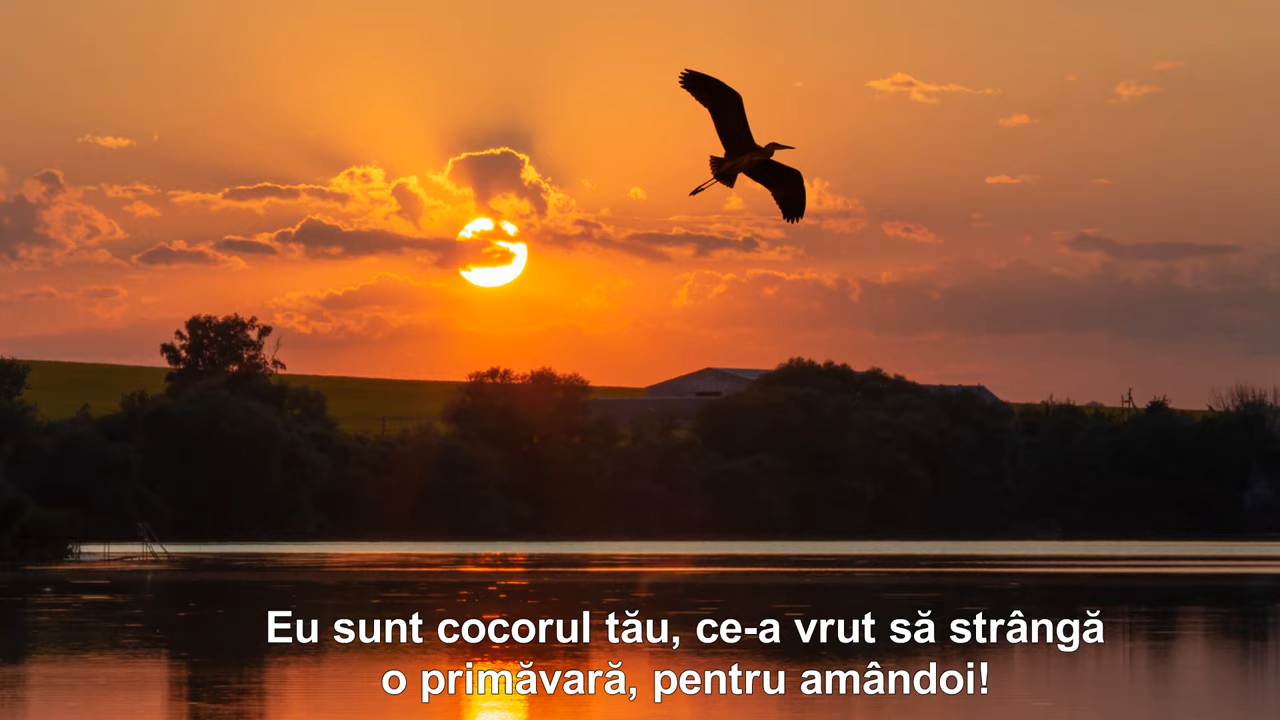 Eu sunt cocorul tău, ce-a vrut să strângă
o primăvară, pentru amândoi!